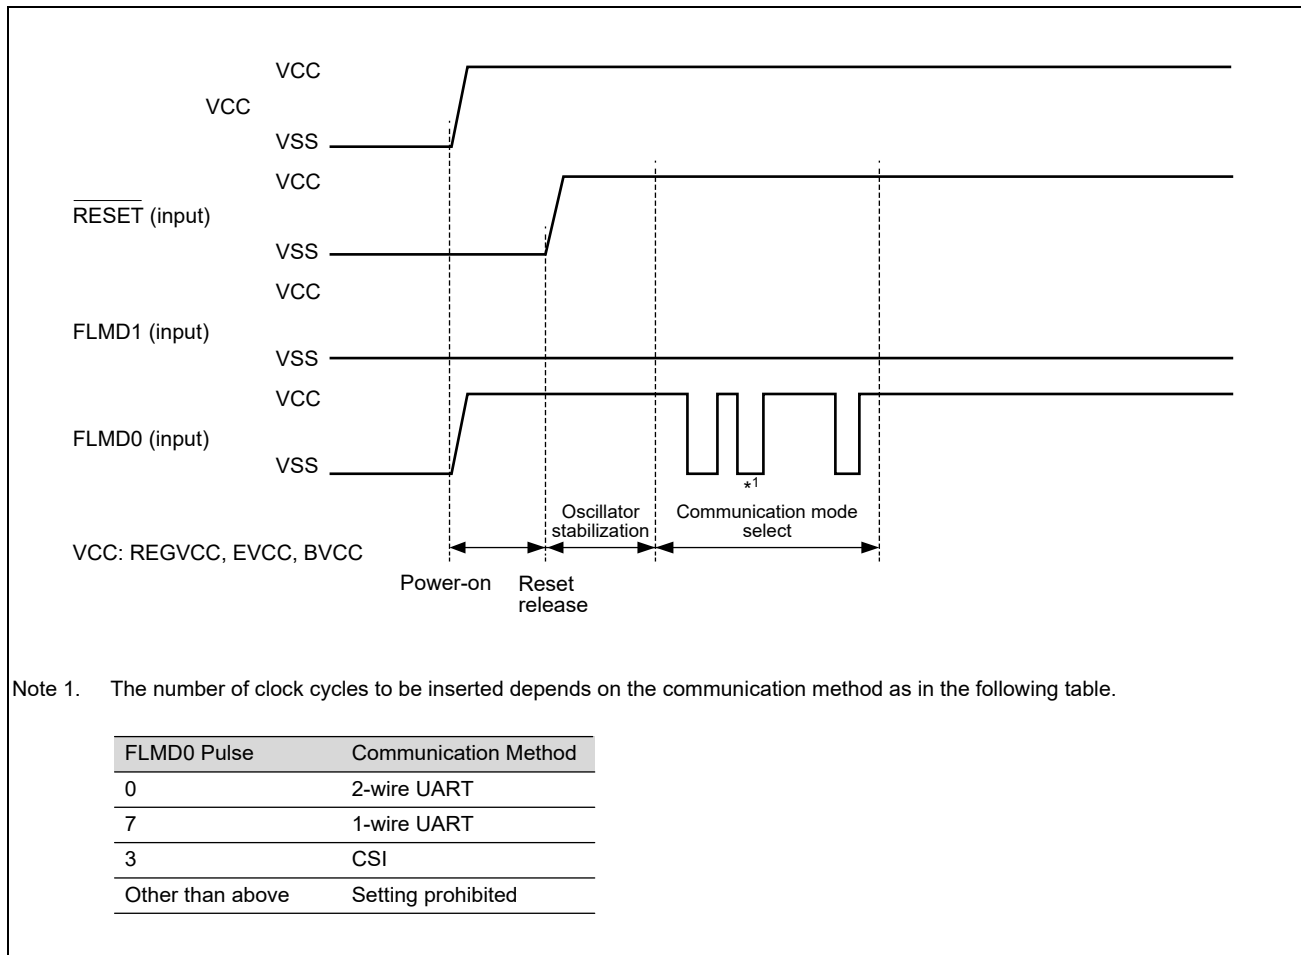 VCC
VCC
VSS
VCC
RESET (input)
VSS
VCC
FLMD1 (input)
VSS
VCC
FLMD0 (input)
VSS
*1
Oscillator
stabilization
Communication mode
select
VCC: REGVCC, EVCC, BVCC
Power-on
Reset
release
Note 1. The number of clock cycles to be inserted depends on the communication method as in the following table.
FLMD0 Pulse Communication Method
0 2-wire UART
7 1-wire UART
3 CSI
Other than above Setting prohibited